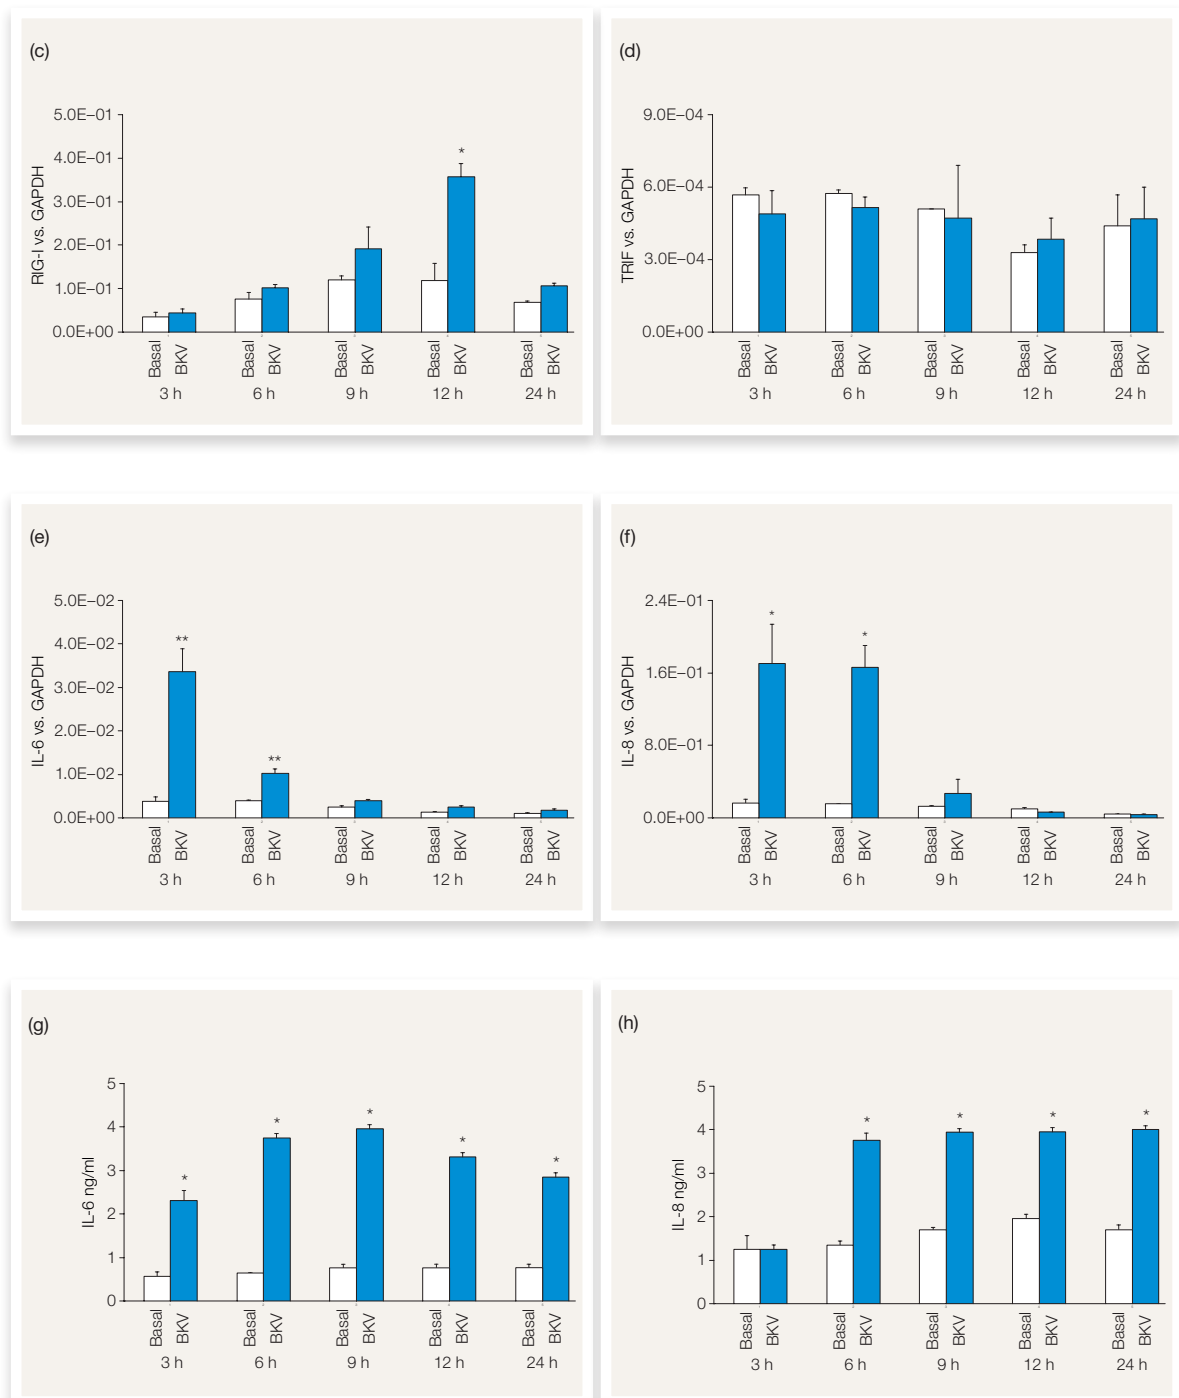 (c)
RIG-I vs. GAPDH
5.0E–01
4.0E–01
3.0E–01
2.0E–01
1.0E–01
0.0E+00
*
Basal BKV Basal BKV Basal BKV Basal BKV Basal BKV
3 h 6 h 9 h 12 h 24 h
(d)
TRIF vs. GAPDH
9.0E–04
6.0E–04
3.0E–04
0.0E+00
Basal BKV Basal BKV Basal BKV Basal BKV Basal BKV
3 h 6 h 9 h 12 h 24 h
(e)
IL-6 vs. GAPDH
5.0E–02
4.0E–02
3.0E–02
2.0E–02
1.0E–02
0.0E+00
** **
Basal BKV Basal BKV Basal BKV Basal BKV Basal BKV
3 h 6 h 9 h 12 h 24 h
(f)
IL-8 vs. GAPDH
2.4E–01
1.6E–01
8.0E–01
0.0E+00
* *
Basal BKV Basal BKV Basal BKV Basal BKV Basal BKV
3 h 6 h 9 h 12 h 24 h
(g)
IL-6 ng/ml
5
4
3
2
1
0
* * * * *
Basal BKV Basal BKV Basal BKV Basal BKV Basal BKV
3 h 6 h 9 h 12 h 24 h
(h)
IL-8 ng/ml
5
4
3
2
1
0
* * * *
Basal BKV Basal BKV Basal BKV Basal BKV Basal BKV
3 h 6 h 9 h 12 h 24 h